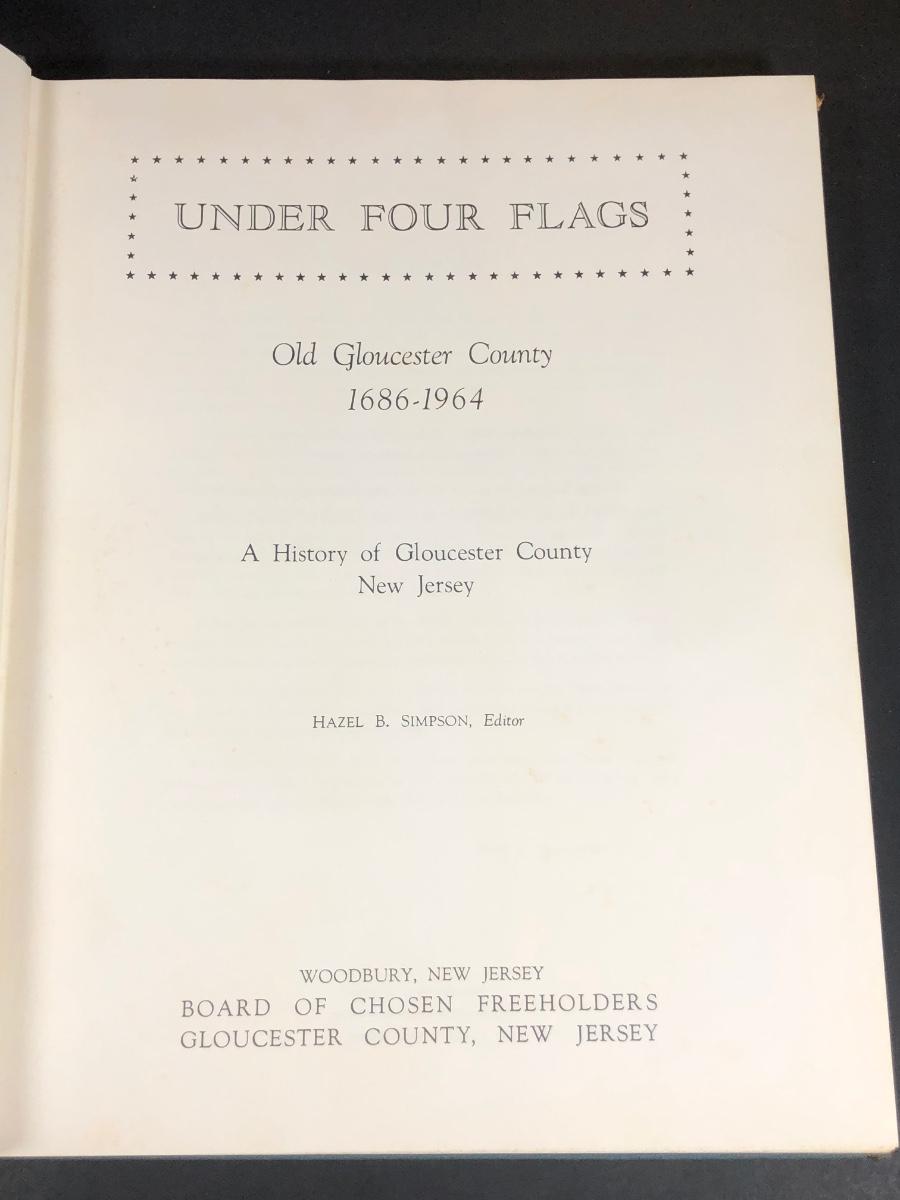 UNDER FOUR FLAGS
Old Gloucester County
1686-1964
A History of Gloucester County
New Jersey
HAZEL B. SIMPSON, Editor
WOODBURY, NEW JERSEY
BOARD OF CHOSEN FREEHOLDERS
GLOUCESTER COUNTY, NEW JERSEY